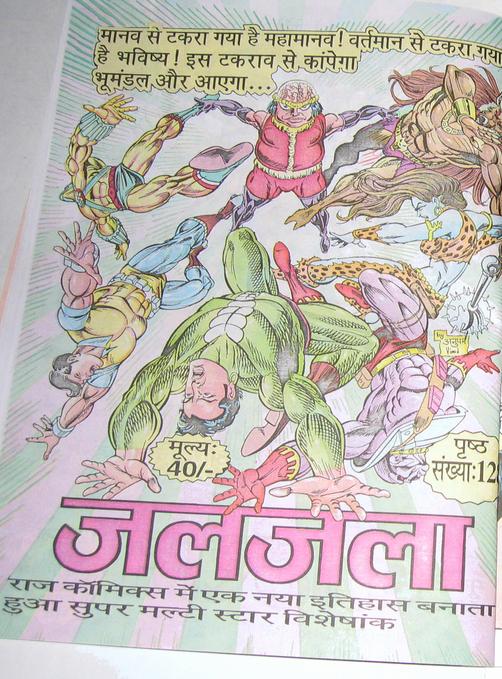 मानव से टकरा गया है महामानव! वर्तमान से टकरा गया
है भविष्य! इस टकराव से कांपेगा
भूमंडल और आएगा...
मूल्य:
40/-
पृष्ठ
संख्या:12
जलजला
राज कॉमिक्स में एक नया इतिहास बनाता
हुआ सुपर मल्टी स्टार विशेषांक